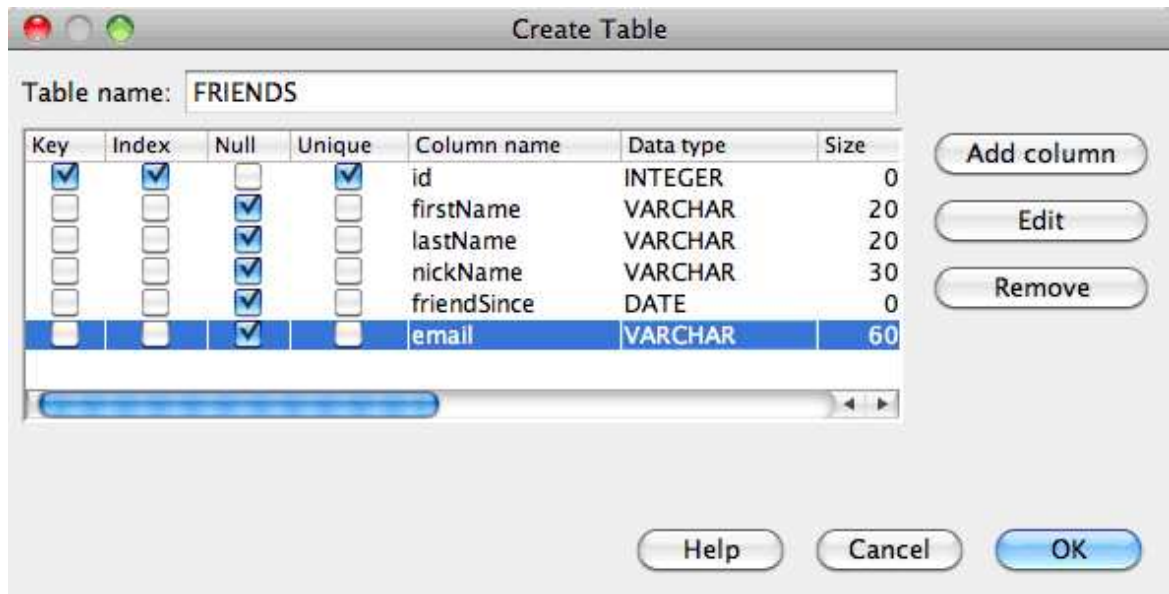 Create Table
Table name: FRIENDS
Key Index Null Unique Column name Data type Size
id INTEGER 0
firstName VARCHAR 20
lastName VARCHAR 20
nickName VARCHAR 30
friendSince DATE 0
email VARCHAR 60
Add column
Edit
Remove
Help Cancel OK